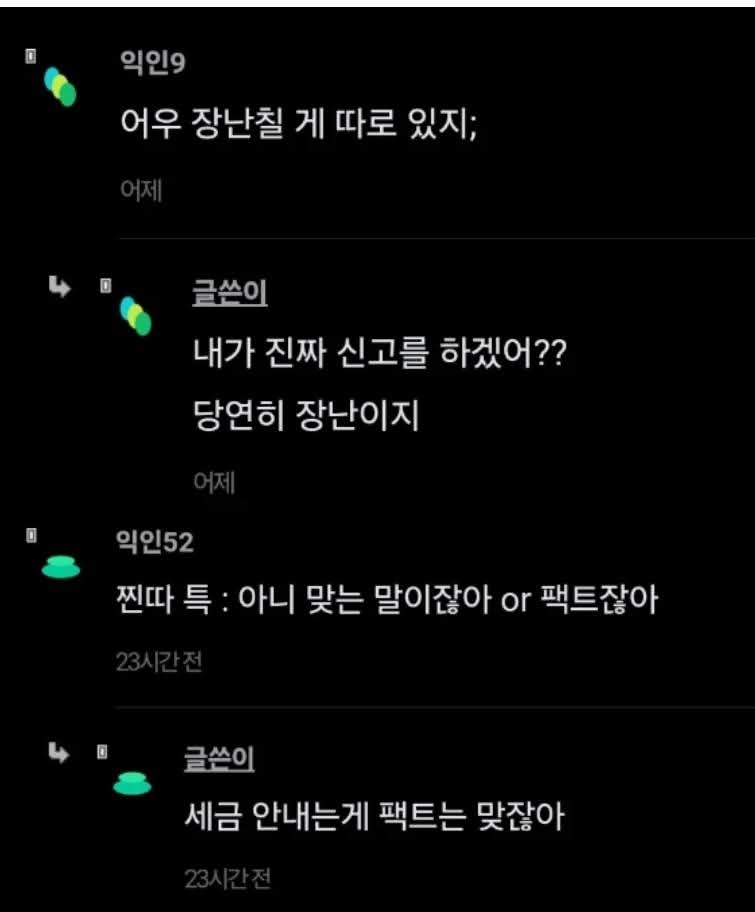 익인9
어우 장난칠 게 따로 있지;
어제
글쓴이
내가 진짜 신고를 하겠어??
당연히 장난이지
어제
익인52
찐따 특 : 아니 맞는 말이잖아 or 팩트잖아
23시간 전
글쓴이
세금 안내는게 팩트는 맞잖아
23시간 전